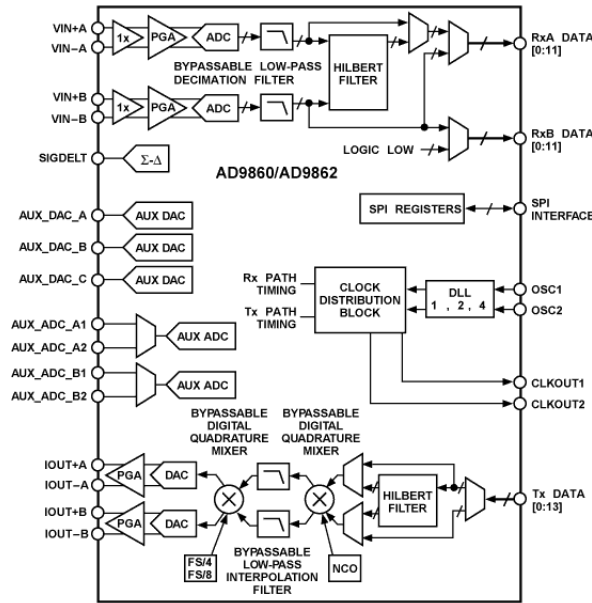 VIN+A
VIN–A
1x
PGA
ADC
BYPASSABLE LOW-PASS
DECIMATION FILTER
HILBERT
FILTER
RxA DATA
[0:11]
VIN+B
VIN–B
1x
PGA
ADC
LOGIC LOW
RxB DATA
[0:11]
SIGDELT
Σ-Δ
AD9860/AD9862
SPI REGISTERS
SPI
INTERFACE
AUX_DAC_A
AUX DAC
AUX_DAC_B
AUX DAC
AUX_DAC_C
AUX DAC
Rx PATH
TIMING
Tx PATH
TIMING
CLOCK
DISTRIBUTION
BLOCK
DLL
1 , 2, 4
OSC1
OSC2
AUX_ADC_A1
AUX_ADC_A2
AUX ADC
AUX_ADC_B1
AUX_ADC_B2
AUX ADC
CLKOUT1
CLKOUT2
BYPASSABLE
DIGITAL
QUADRATURE
MIXER
BYPASSABLE
DIGITAL
QUADRATURE
MIXER
IOUT+A
IOUT–A
PGA
DAC
IOUT+B
IOUT–B
PGA
DAC
HILBERT
FILTER
Tx DATA
[0:13]
FS/4
FS/8
BYPASSABLE
LOW-PASS
INTERPOLATION
FILTER
NCO